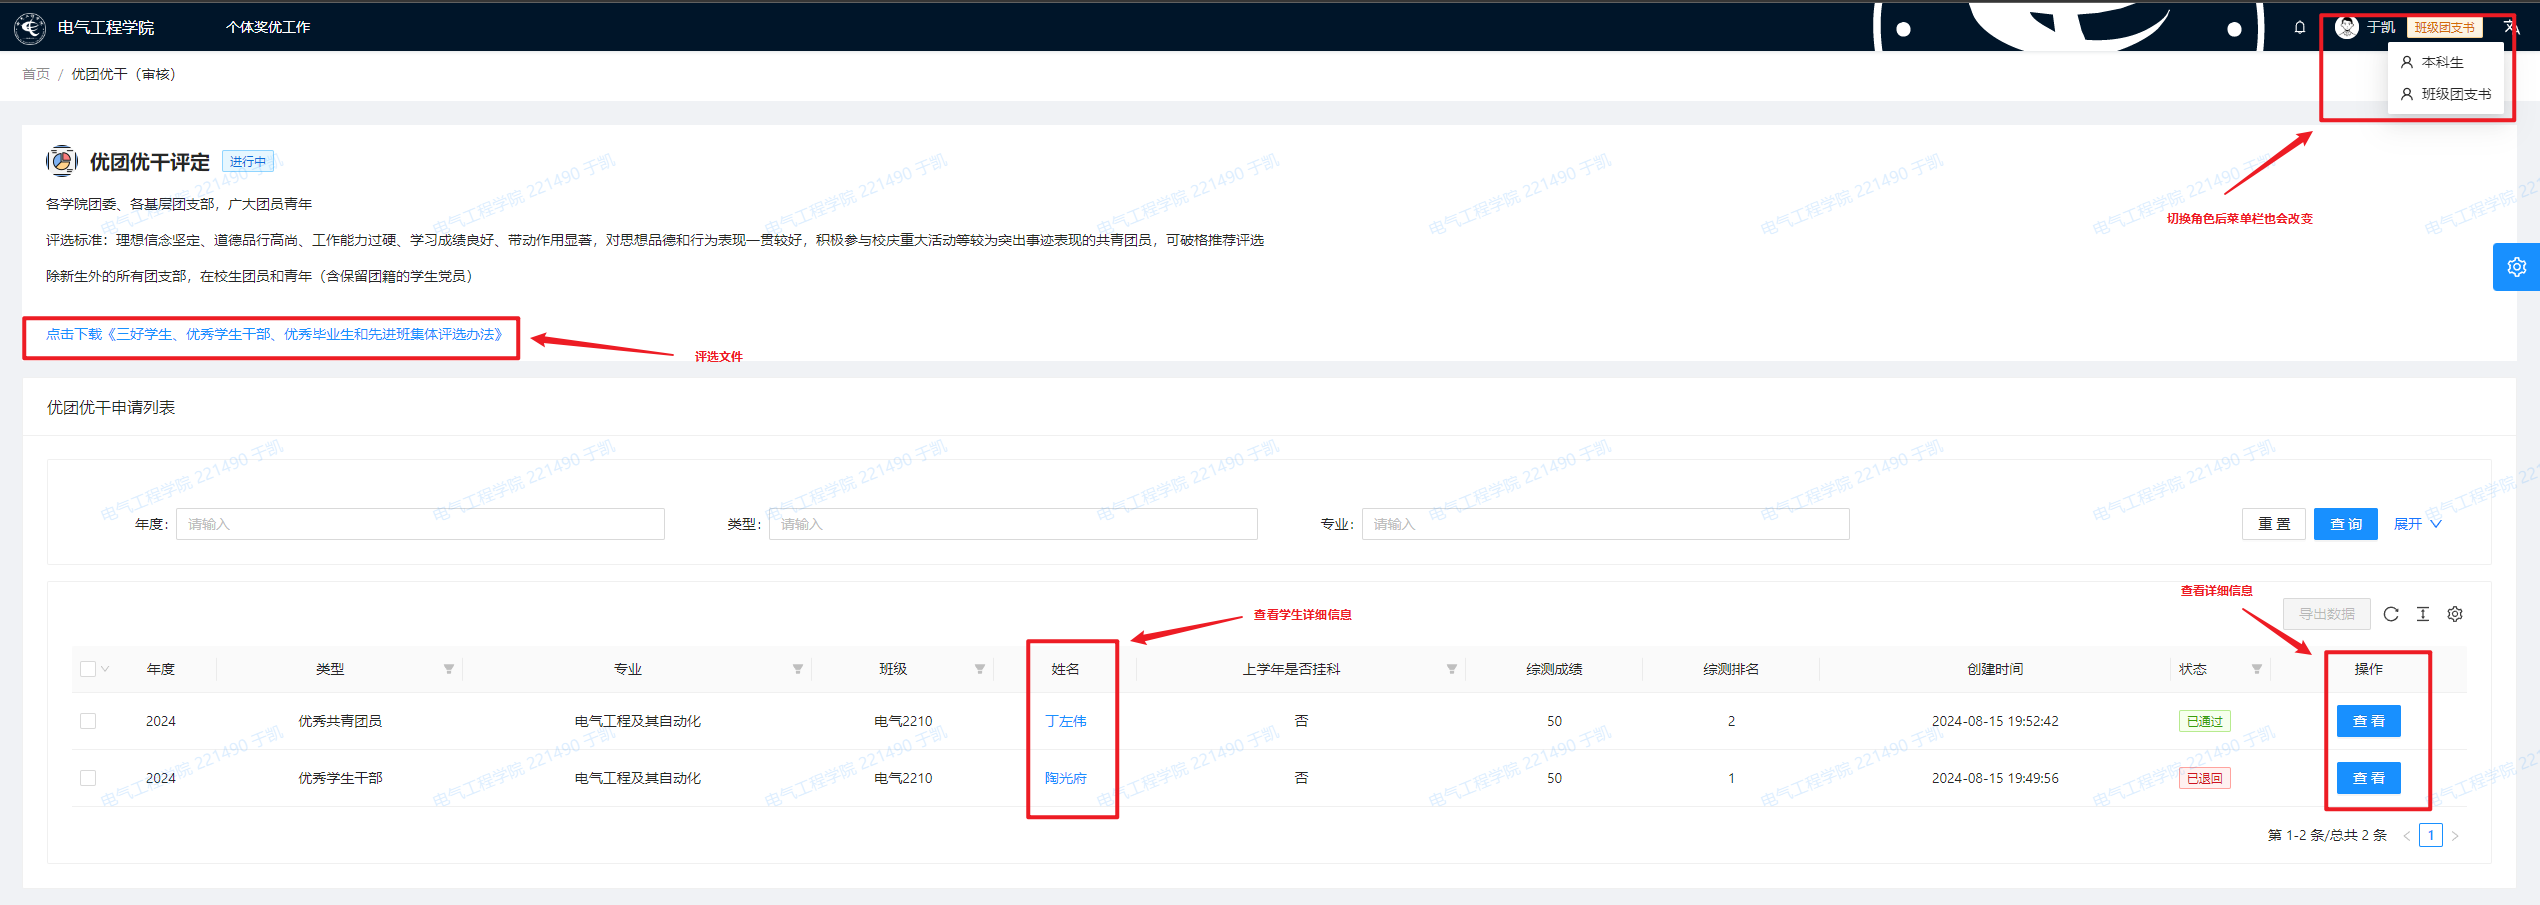 电气工程学院
个体奖优工作
于凯
班级团支书
本科生
班级团支书
首页 / 优团优干（审核）
优团优干评定
进行中
各学院团委、各基层团支部，广大团员青年
切换角色后菜单栏也会改变
评选标准：理想信念坚定、道德品行高尚、工作能力过硬、学习成绩良好、带动作用显著，对思想品德和行为表现一贯较好，积极参与校庆重大活动等较为突出事迹表现的共青团员，可破格推荐评选
除新生外的所有团支部，在校生团员和青年（含保留团籍的学生党员）
点击下载《三好学生、优秀学生干部、优秀毕业生和先进班集体评选办法》
评选文件
优团优干申请列表
年度： 请输入
类型： 请输入
专业： 请输入
重 置
查 询
展开
查看详细信息
查看学生详细信息
导出数据
年度 类型 专业 班级 姓名 上学年是否挂科 综测成绩 综测排名 创建时间 状态 操作
2024 优秀共青团员 电气工程及其自动化 电气2210 丁左伟 否 50 2 2024-08-15 19:52:42 已通过 查 看
2024 优秀学生干部 电气工程及其自动化 电气2210 陶光府 否 50 1 2024-08-15 19:49:56 已退回 查 看
第 1-2 条/总共 2 条 < 1 >
电气工程学院 221490 于凯